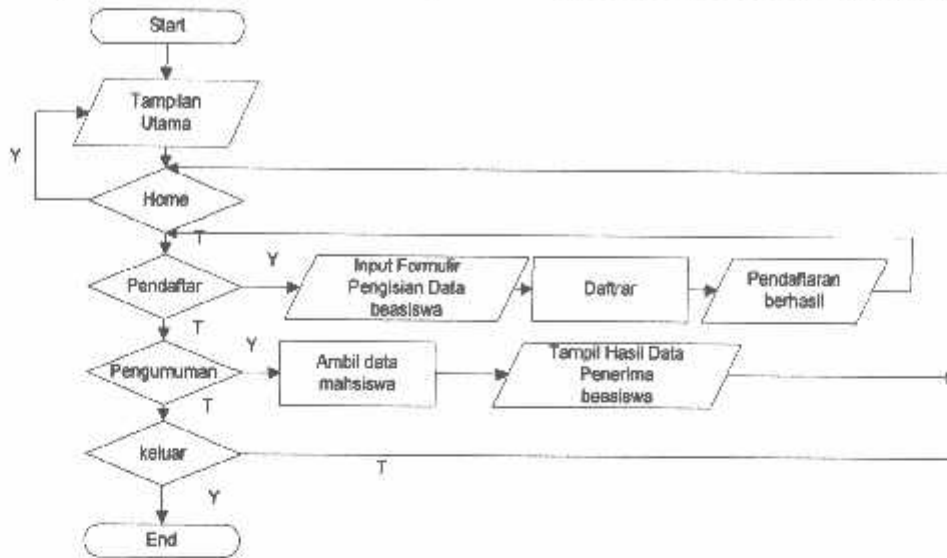 Start
Tampilan
Utama
Y
Home
T
Y
Pendaftar
Input Formulir
Pengisian Data
beasiswa
Daftrar
Pendaftaran
berhasil
T
Y
Pengumuman
Ambil data
mahsiswa
Tampil Hasil Data
Penerima
beasiswa
T
keluar
T
Y
End